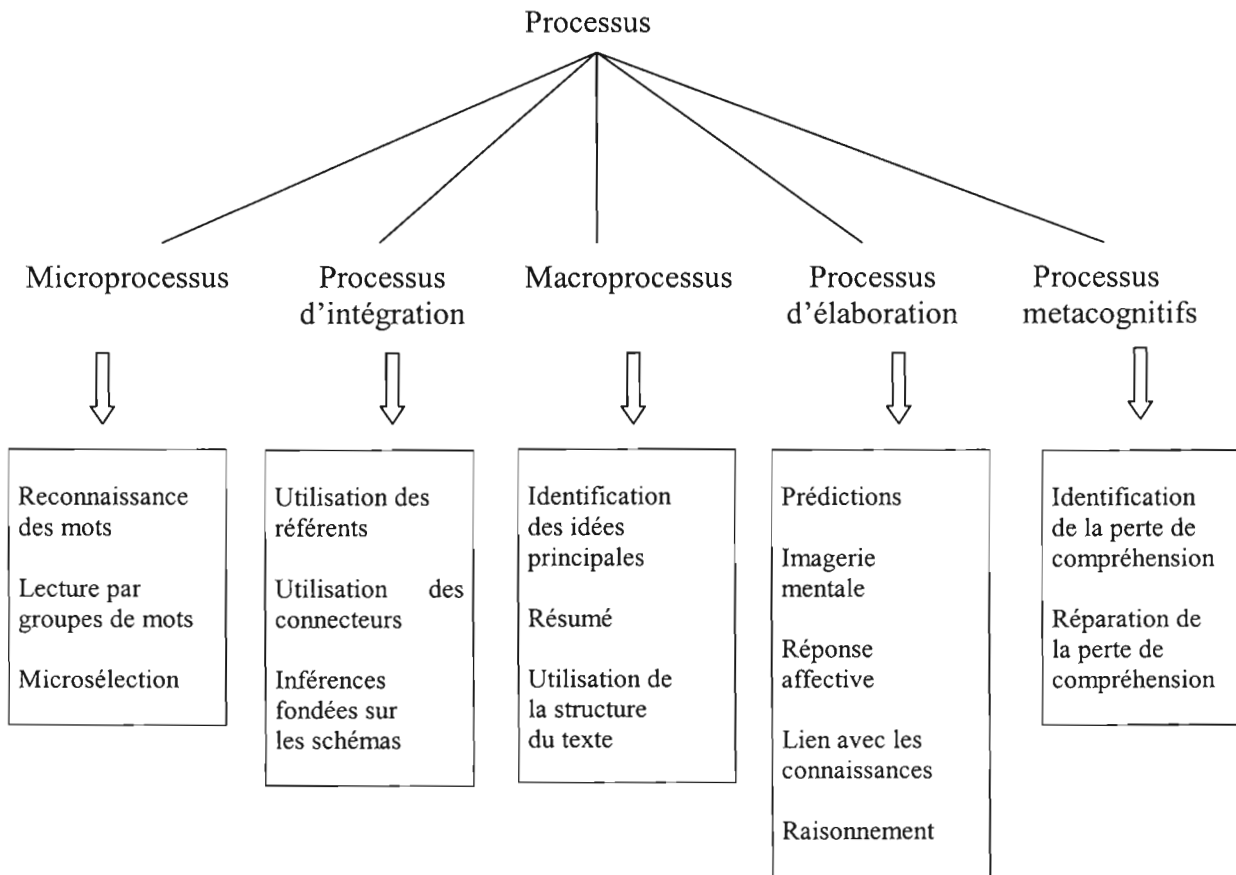 Processus
Microprocessus
Processus
d'intégration
Macroprocessus
Processus
d'élaboration
Processus
metacognitifs
Reconnaissance
des mots
Lecture par
groupes de mots
Microsélection
Utilisation des
référents
Utilisation des
connecteurs
Inférences
fondées sur
les schémas
Identification
des idées
principales
Résumé
Utilisation de
la structure
du texte
Prédictions
Imagerie
mentale
Réponse
affective
Lien avec les
connaissances
Raisonnement
Identification
de la perte de
compréhension
Réparation de
la perte de
compréhension